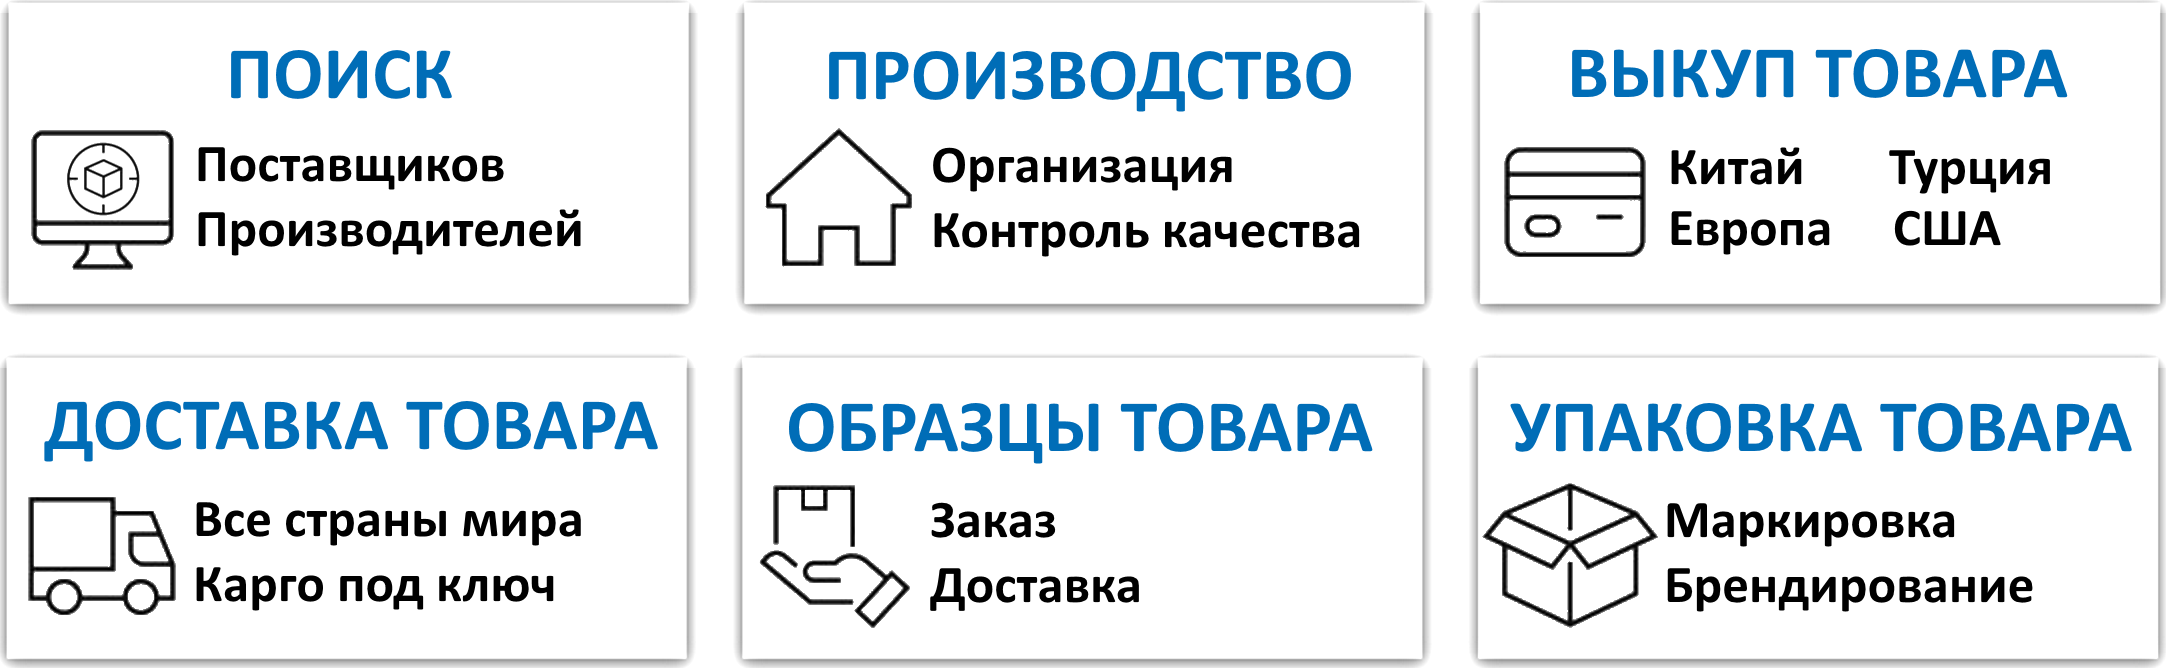 ПОИСК
Поставщиков
Производителей
ПРОИЗВОДСТВО
Организация
Контроль качества
ВЫКУП ТОВАРА
Китай Турция
Европа США
ДОСТАВКА ТОВАРА
Все страны мира
Карго под ключ
ОБРАЗЦЫ ТОВАРА
Заказ
Доставка
УПАКОВКА ТОВАРА
Маркировка
Брендирование